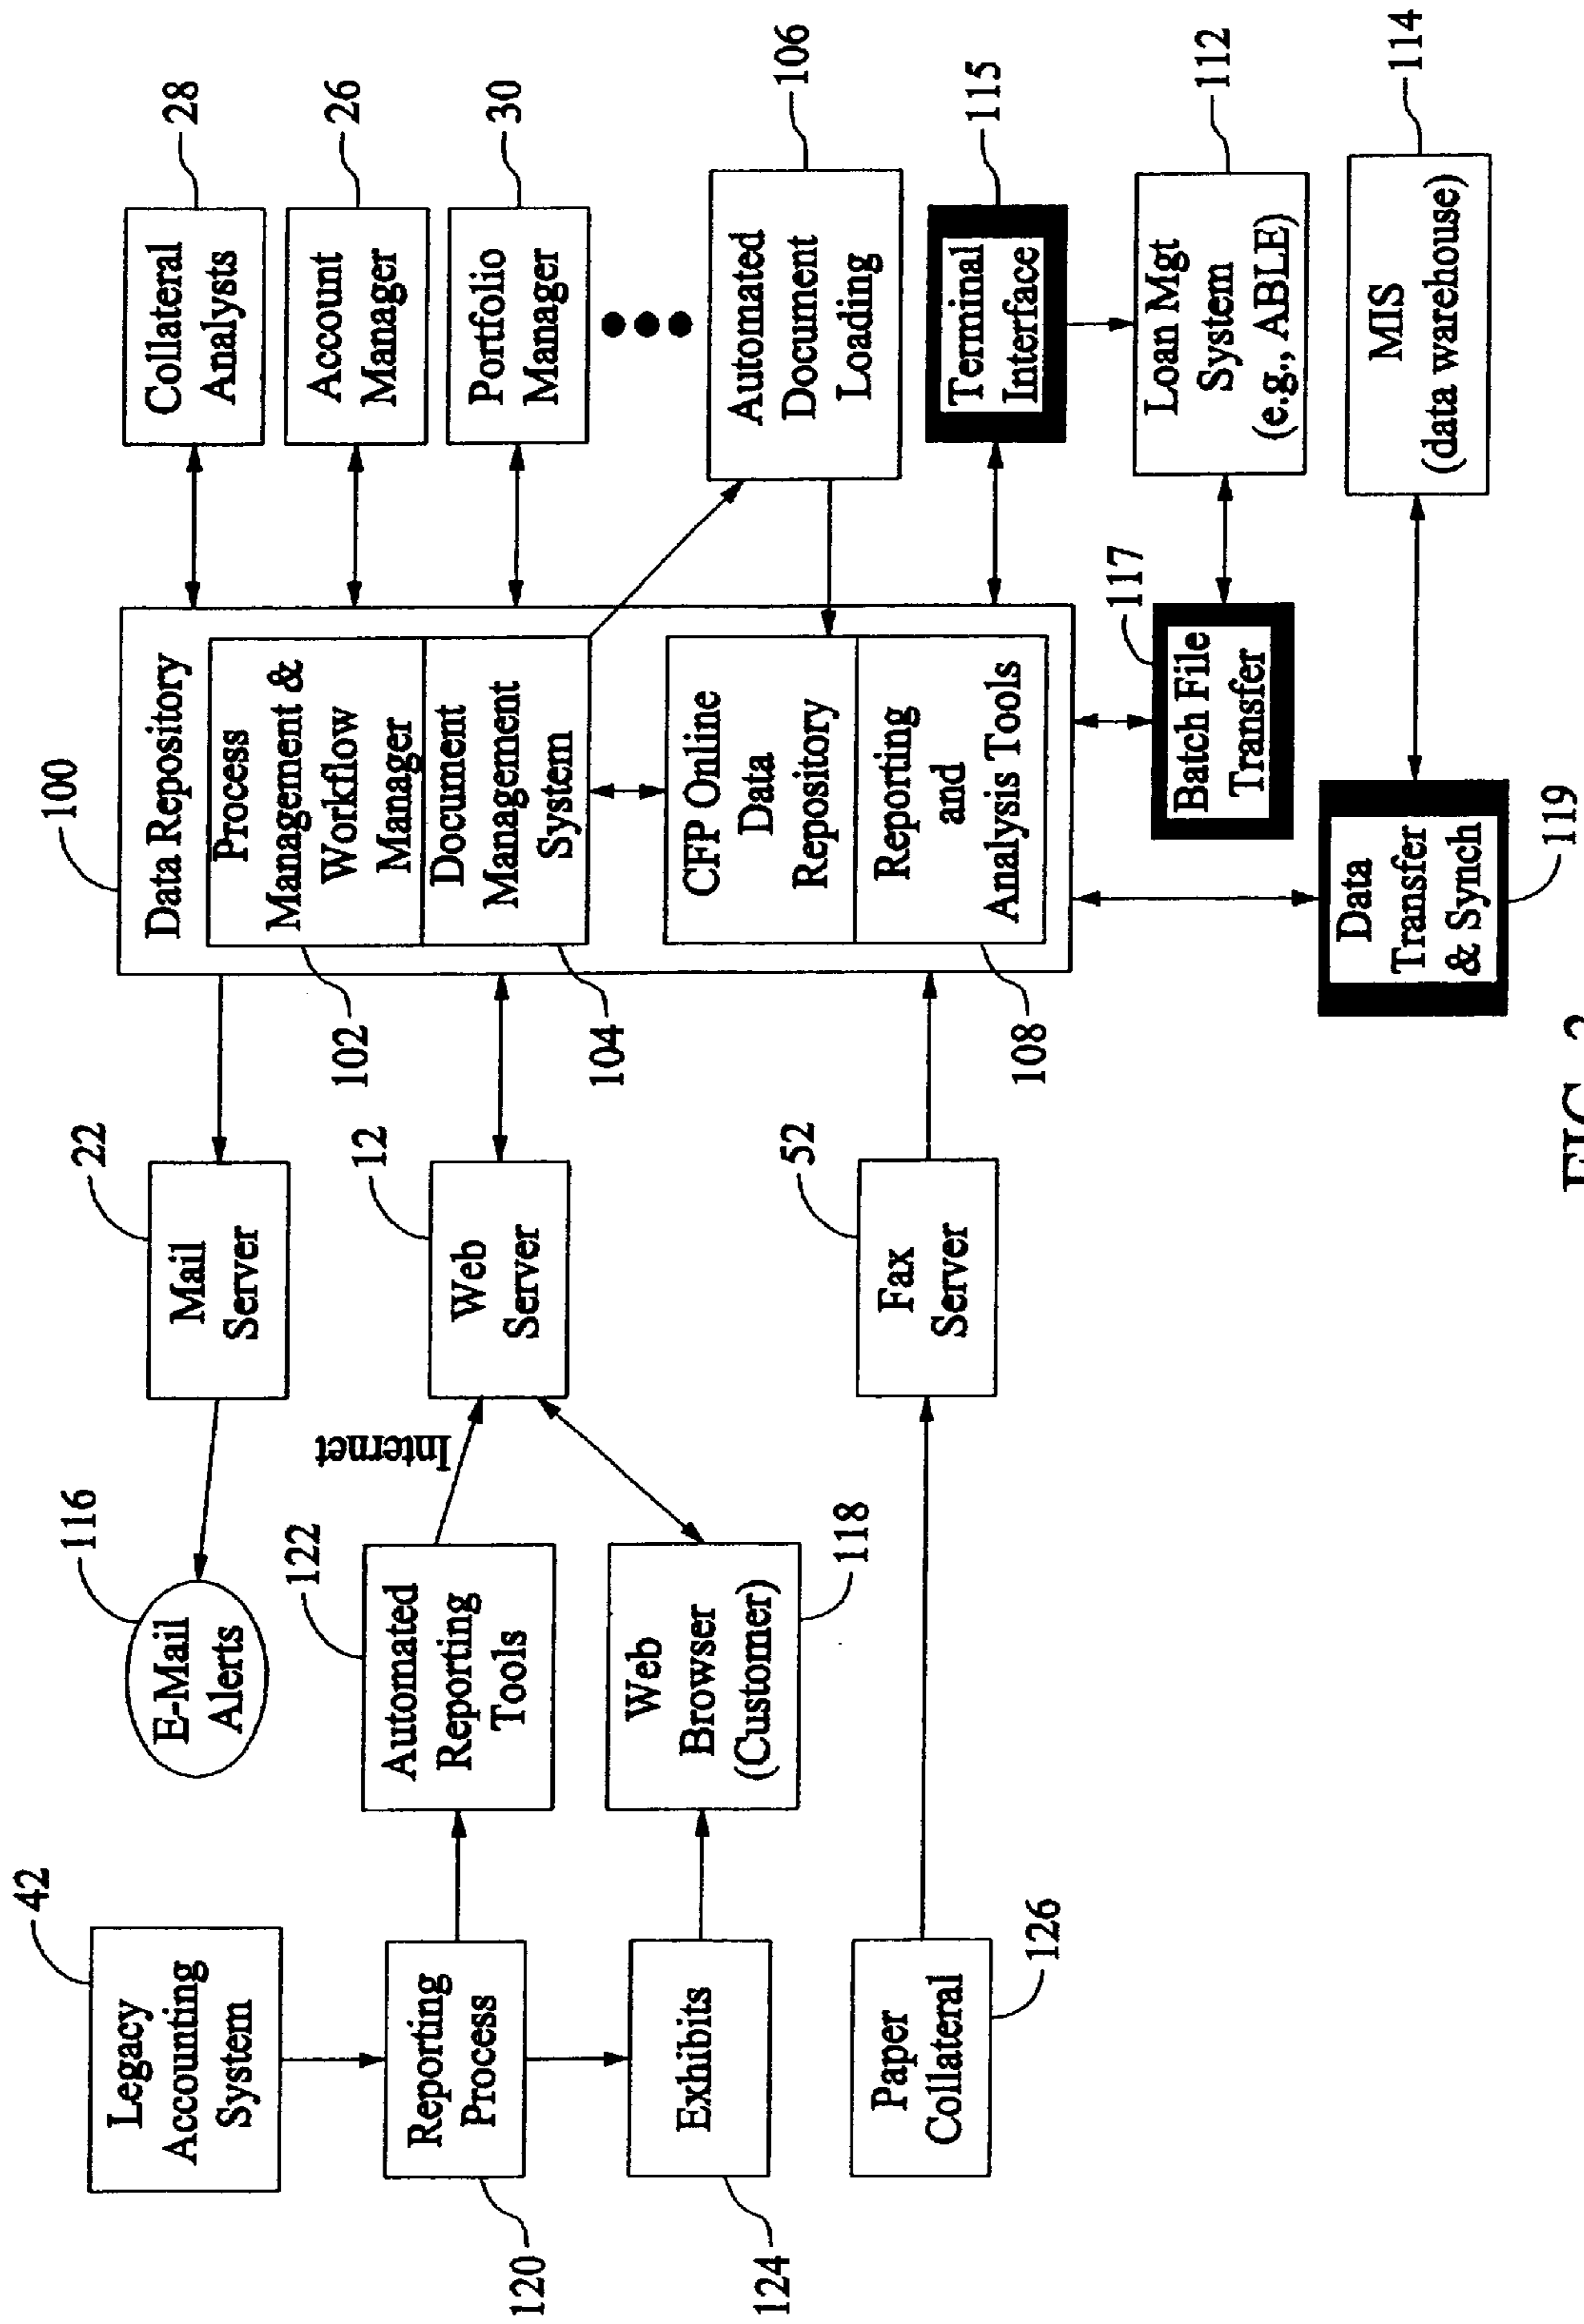 42
Legacy
Accounting
System
120
Reporting
Process
124
Exhibits
Paper
Collateral
126
116
E-Mail
Alerts
122
Automated
Reporting
Tools
Internet
Web
Browser
(Customer)
118
22
Mail
Server
12
Web
Server
52
Fax
Server
100
Data Repository
Process
Management &
Workflow
Manager
102
Document
Management
System
104
CFP Online
Data
Repository
Reporting
and
Analysis Tools
108
Collateral
Analysts
28
Account
Manager
26
Portfolio
Manager
30
Automated
Document
Loading
106
Terminal
Interface
115
Loan Mgt
System
(e.g., ABLE)
112
117
Batch File
Transfer
MIS
(data warehouse)
114
Data
Transfer
& Synch
119